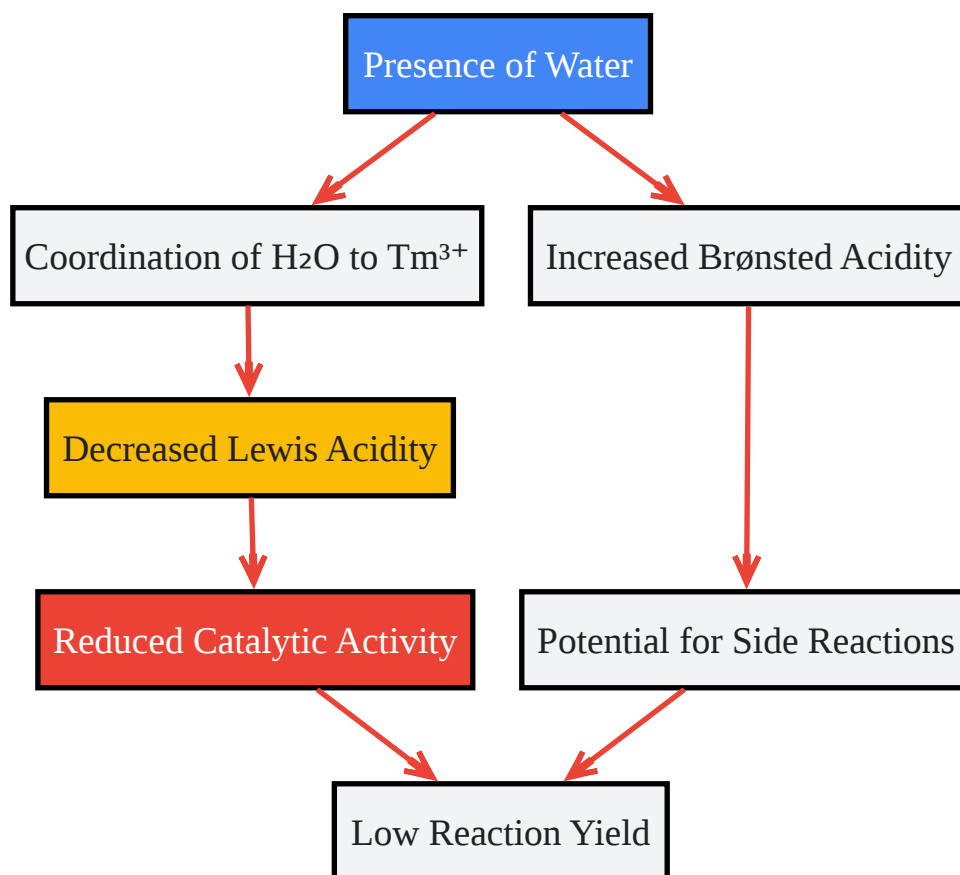 Presence of Water
Coordination of H₂O to Tm³⁺
Increased Brønsted Acidity
Decreased Lewis Acidity
Reduced Catalytic Activity
Potential for Side Reactions
Low Reaction Yield